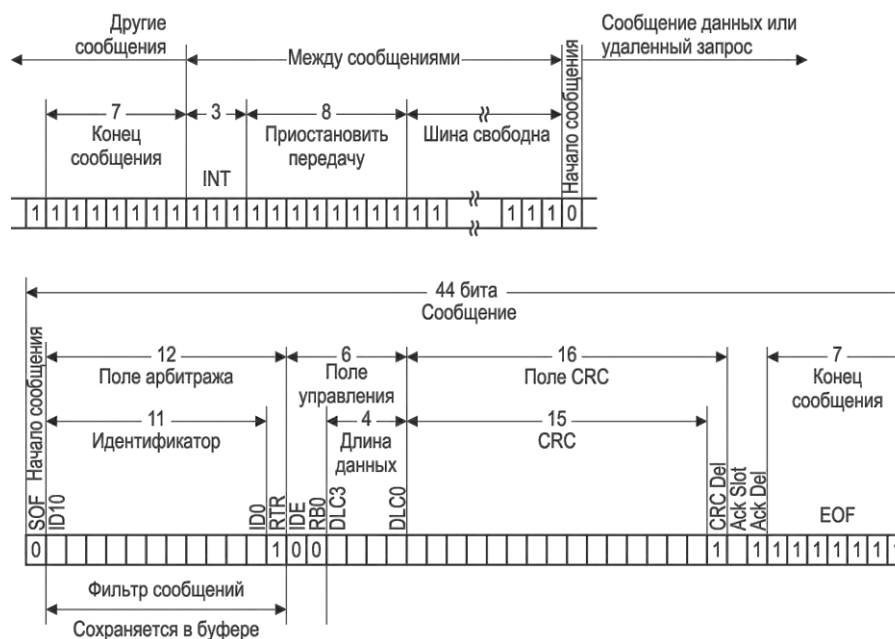 Другие
сообщения
Между сообщениями
Сообщение данных или
удаленный запрос
7
Конец
сообщения
3
INT
8
Приостановить
передачу
Шина свободна
Начало сообщения
1 1 1 1 1 1 1 1 1 1 1 1 1 1 1 1 1 1 1 1 1 1 1 1 0
44 бита
Сообщение
Начало сообщения
12
Поле арбитража
6
Поле
управления
16
Поле CRC
7
Конец
сообщения
11
Идентификатор
4
Длина
данных
15
CRC
SOF
ID10
ID0
RTR
IDE
RB0
DLC3
DLC0
CRC Del
Ack Slot
Ack Del
EOF
0 1 0 0 1 1 1 1 1 1 1 1 1
Фильтр сообщений
Сохраняется в буфере